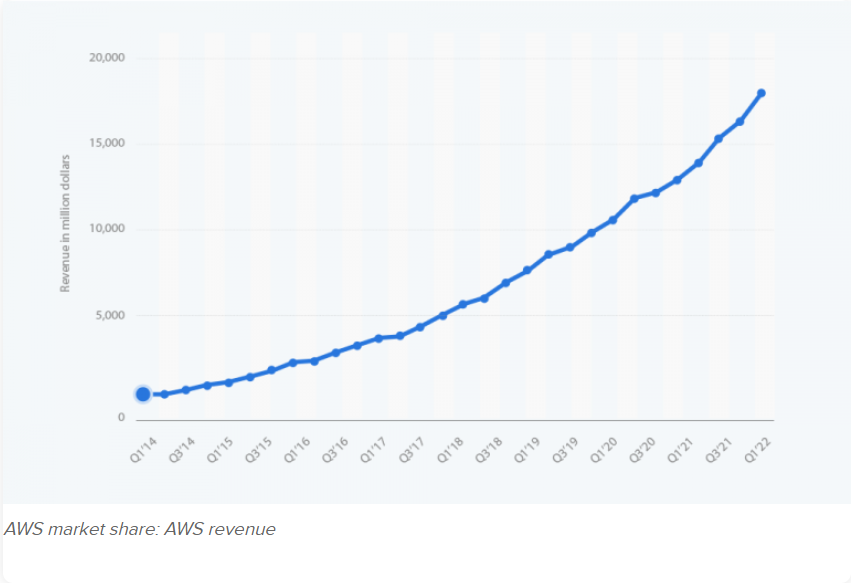 20,000
15,000
10,000
5,000
0
Revenue in million dollars
Q1'14 Q3'14 Q1'15 Q3'15 Q1'16 Q3'16 Q1'17 Q3'17 Q1'18 Q3'18 Q1'19 Q3'19 Q1'20 Q3'20 Q1'21 Q3'21 Q1'22
AWS market share: AWS revenue